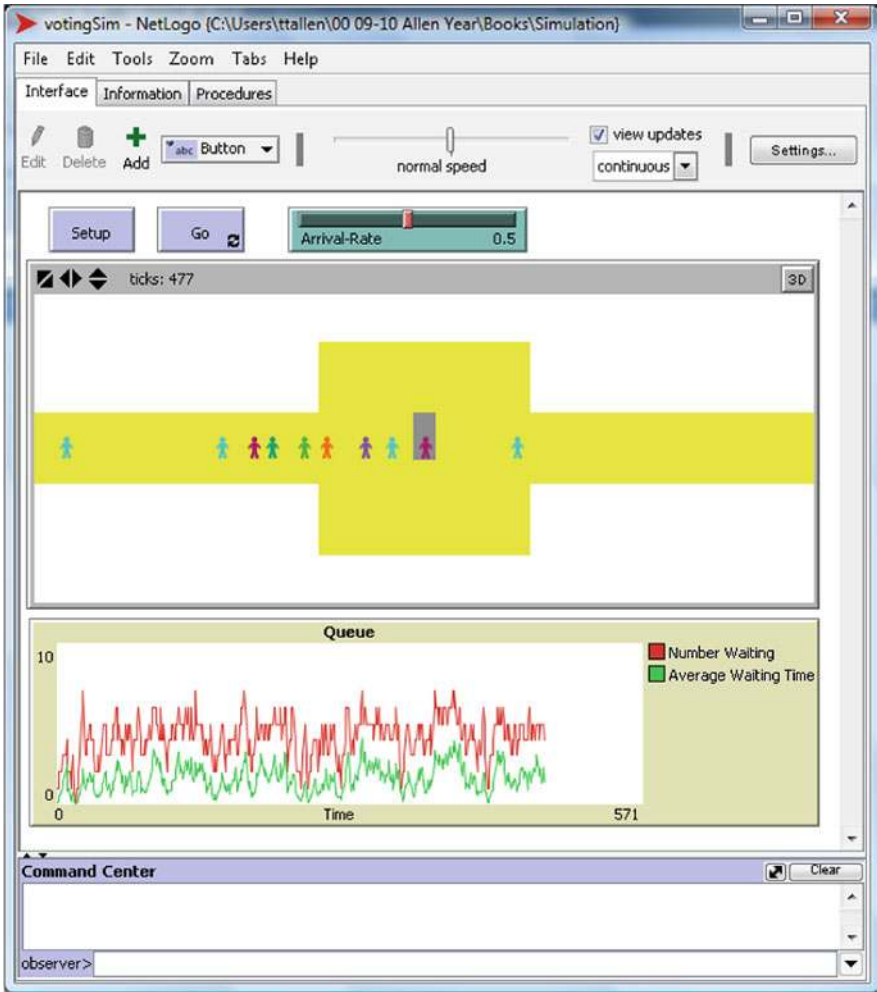 votingSim - NetLogo {C:\Users\ttallen\00 09-10 Allen Year\Books\Simulation}
File Edit Tools Zoom Tabs Help
Interface Information Procedures
Edit Delete Add abc Button normal speed view updates continuous Settings...
Setup Go Arrival-Rate 0.5
ticks: 477 3D
Queue
10
Number Waiting
Average Waiting Time
0
0 Time 571
Command Center Clear
observer>